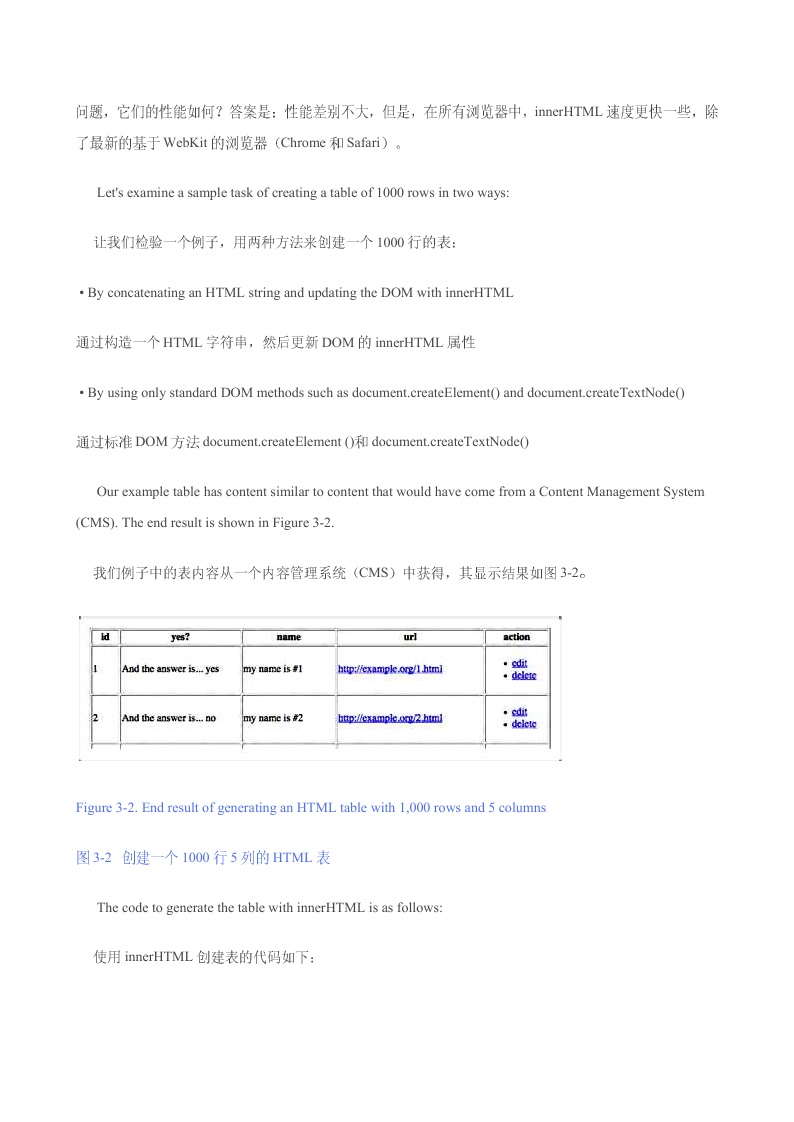 问题，它们的性能如何？答案是：性能差别不大，但是，在所有浏览器中，innerHTML 速度更快一些，除
了最新的基于 WebKit 的浏览器（Chrome 和 Safari）。
Let's examine a sample task of creating a table of 1000 rows in two ways:
让我们检验一个例子，用两种方法来创建一个 1000 行的表：
• By concatenating an HTML string and updating the DOM with innerHTML
通过构造一个 HTML 字符串，然后更新 DOM 的 innerHTML 属性
• By using only standard DOM methods such as document.createElement() and document.createTextNode()
通过标准 DOM 方法 document.createElement ()和 document.createTextNode()
Our example table has content similar to content that would have come from a Content Management System
(CMS). The end result is shown in Figure 3-2.
我们例子中的表内容从一个内容管理系统（CMS）中获得，其显示结果如图 3-2。
id yes? name url action
1 And the answer is... yes my name is #1 http://example.org/1.html • edit
• delete
2 And the answer is... no my name is #2 http://example.org/2.html • edit
• delete
Figure 3-2. End result of generating an HTML table with 1,000 rows and 5 columns
图 3-2 创建一个 1000 行 5 列的 HTML 表
The code to generate the table with innerHTML is as follows:
使用 innerHTML 创建表的代码如下：